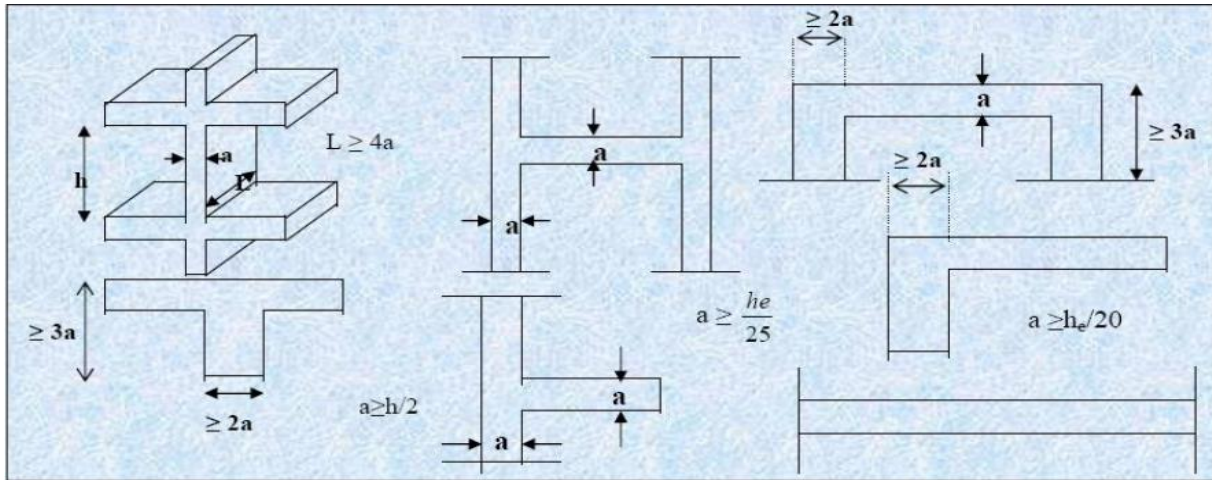 h
a
L
L ≥ 4a
≥ 3a
≥ 2a
a
a
a ≥ he/25
a≥h/2
a
a
≥ 2a
a
≥ 3a
≥ 2a
a ≥hₑ/20